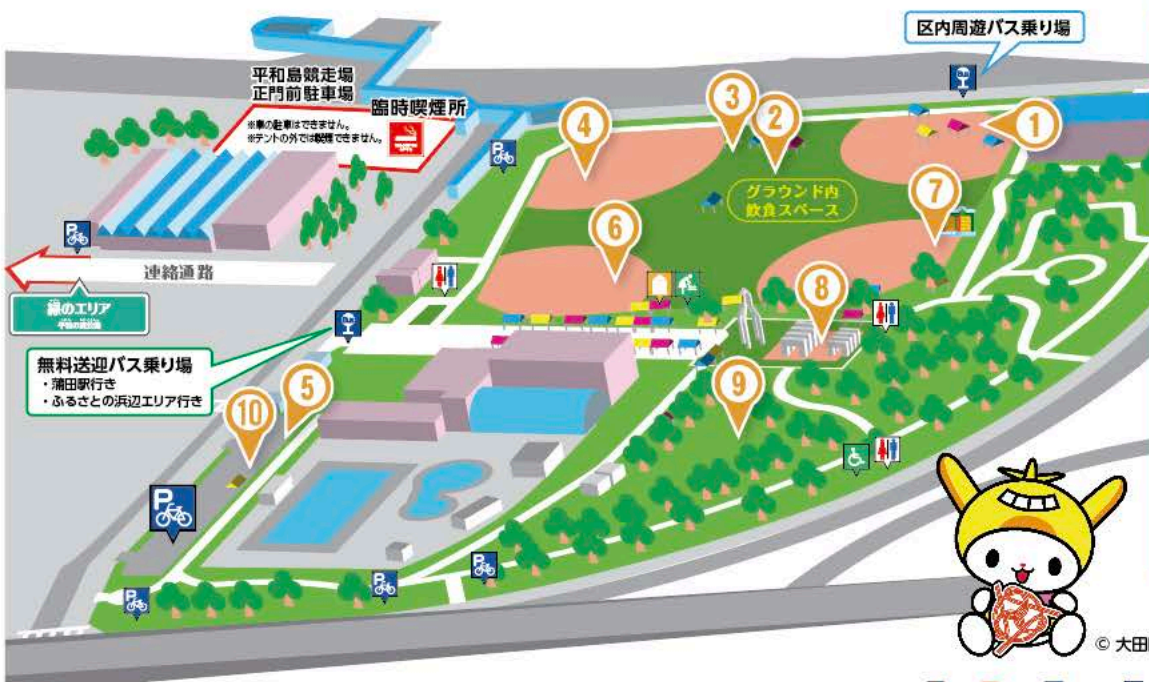 区内周遊バス乗り場
平和島競走場
正門前駐車場
臨時喫煙所
※車の駐車はできません。
※テントの外では喫煙できません。
3
2
1
4
グラウンド内
飲食スペース
7
6
連絡通路
8
緑のエリア
無料送迎バス乗り場
・蒲田駅行き
・ふるさとの浜辺エリア行き
5
9
10
P
P
P
P
P
P
© 大田